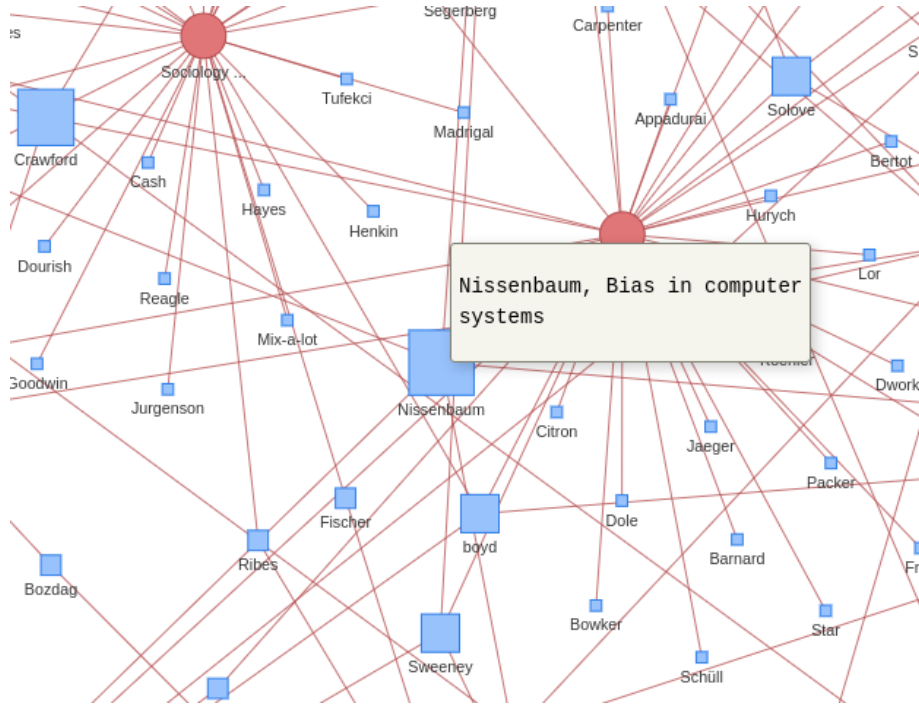 Segerberg
Carpenter
es
Sociology ...
Tufekci
Madrigal
Appadurai
Solove
S
Crawford
Cash
Bertot
Hayes
Henkin
Hurych
Dourish
Lor
Reagle
Nissenbaum, Bias in computer
systems
Mix-a-lot
Goodwin
Jurgenson
Nissenbaum
Dwork
Citron
Jaeger
Packer
Fischer
boyd
Dole
Ribes
Barnard
Fr
Bozdag
Bowker
Star
Sweeney
Schüll